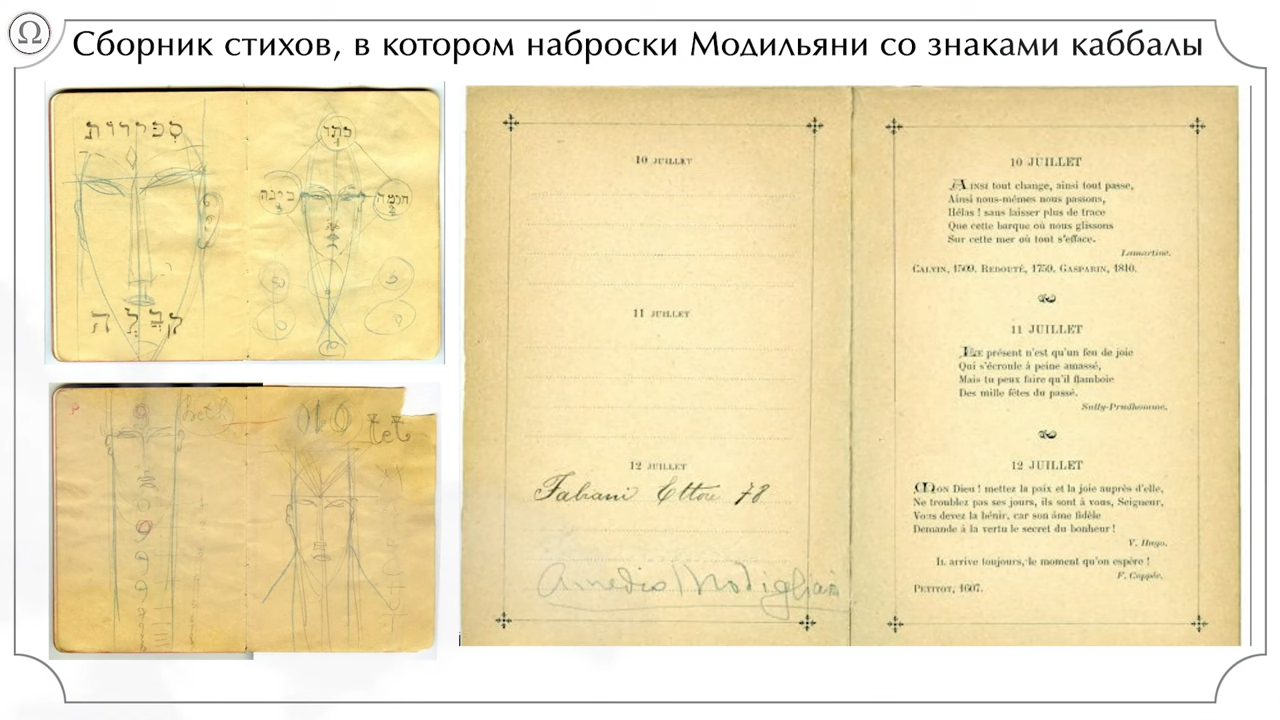 Ω
Сборник стихов, в котором наброски Модильяни со знаками каббалы
ספירות
כתר
בינה
חכמה
קבלה
beth
tet
10 JUILLET
11 JUILLET
12 JUILLET
Fabiani Ettore 78
Amedeo Modigliani
10 JUILLET
AINSI tout change, ainsi tout passe,
Ainsi nous-mêmes nous passons,
Hélas ! sans laisser plus de trace
Que cette barque où nous glissons
Sur cette mer où tout s'efface.
Lamartine.
CALVIN, 1509. REDOUTÉ, 1759. GASPARIN, 1810.
11 JUILLET
LE présent n'est qu'un feu de joie
Qui s'écroule à peine amassé,
Mais tu peux faire qu'il flamboie
Des mille fêtes du passé.
Sully-Prudhomme.
12 JUILLET
MON Dieu ! mettez la paix et la joie auprès d'elle,
Ne troublez pas ses jours, ils sont à vous, Seigneur,
Vous devez la bénir, car son âme fidèle
Demande à la vertu le secret du bonheur !
V. Hugo.
IL arrive toujours, le moment qu'on espère !
F. Coppée.
PETITOT, 1607.